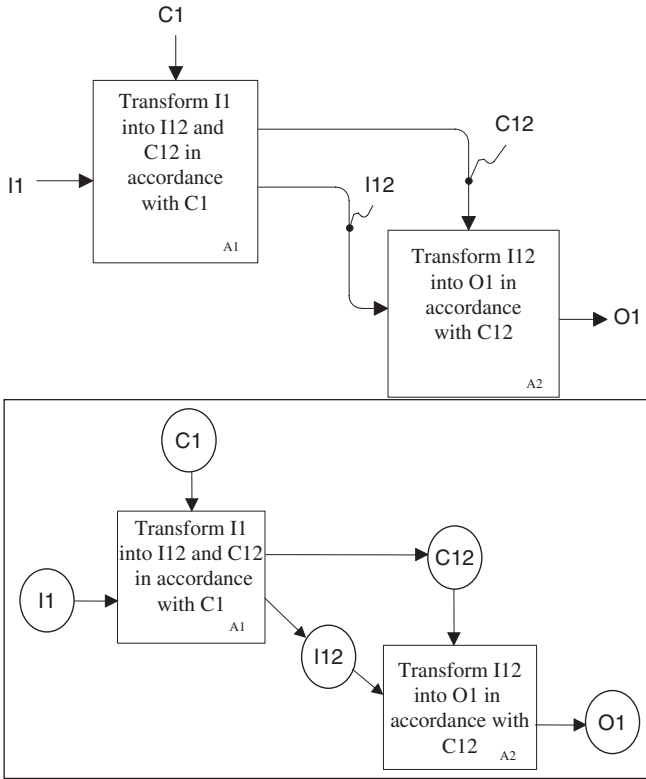 C1
Transform I1
into I12 and
C12 in
accordance
with C1
A1
I1
C12
I12
Transform I12
into O1 in
accordance
with C12
A2
O1
C1
Transform I1
into I12 and C12
in accordance
with C1
A1
I1
C12
I12
Transform I12
into O1 in
accordance with
C12
A2
O1